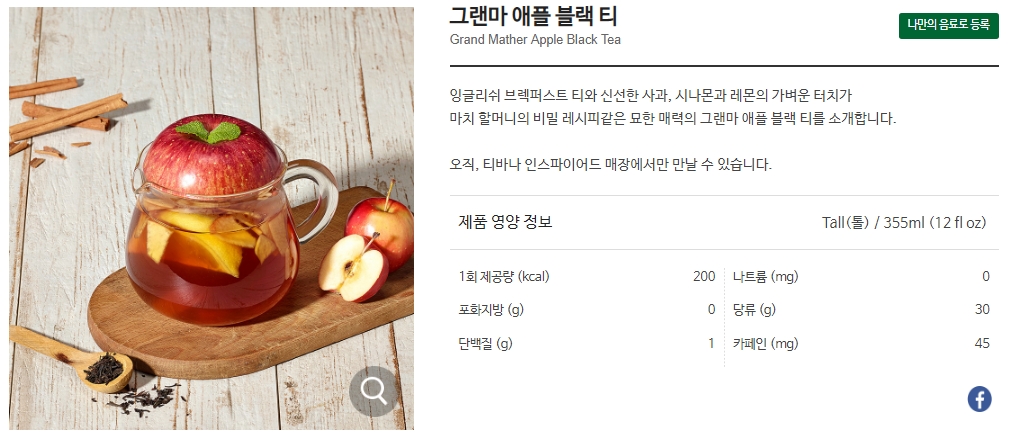 그랜마 애플 블랙 티
Grand Mather Apple Black Tea
나만의 음료로 등록
잉글리쉬 브렉퍼스트 티와 신선한 사과, 시나몬과 레몬의 가벼운 터치가
마치 할머니의 비밀 레시피같은 묘한 매력의 그랜마 애플 블랙 티를 소개합니다.
오직, 티바나 인스파이어드 매장에서만 만날 수 있습니다.
제품 영양 정보 Tall(톨) / 355ml (12 fl oz)
1회 제공량 (kcal) 200 나트륨 (mg) 0
포화지방 (g) 0 당류 (g) 30
단백질 (g) 1 카페인 (mg) 45